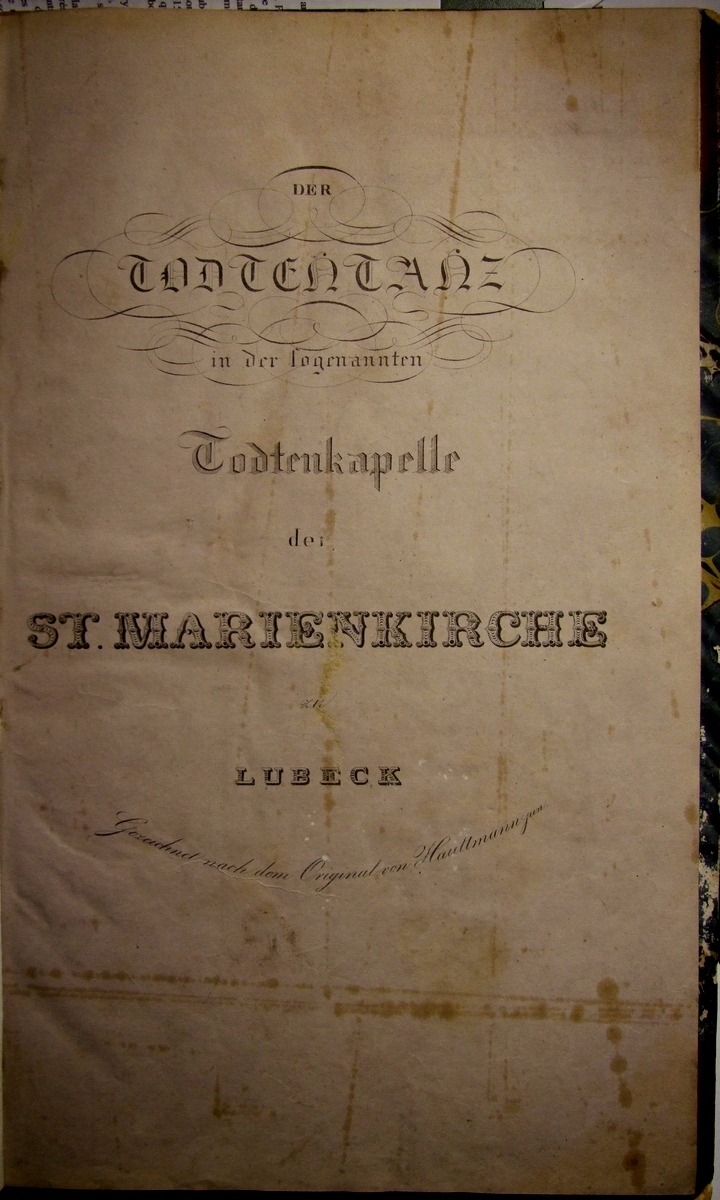 DER
TODTENTANZ
in der sogenannten
Todtenkapelle
der
ST. MARIENKIRCHE
zu
LUBECK
Gezeichnet nach dem Original von Hauttmann jun